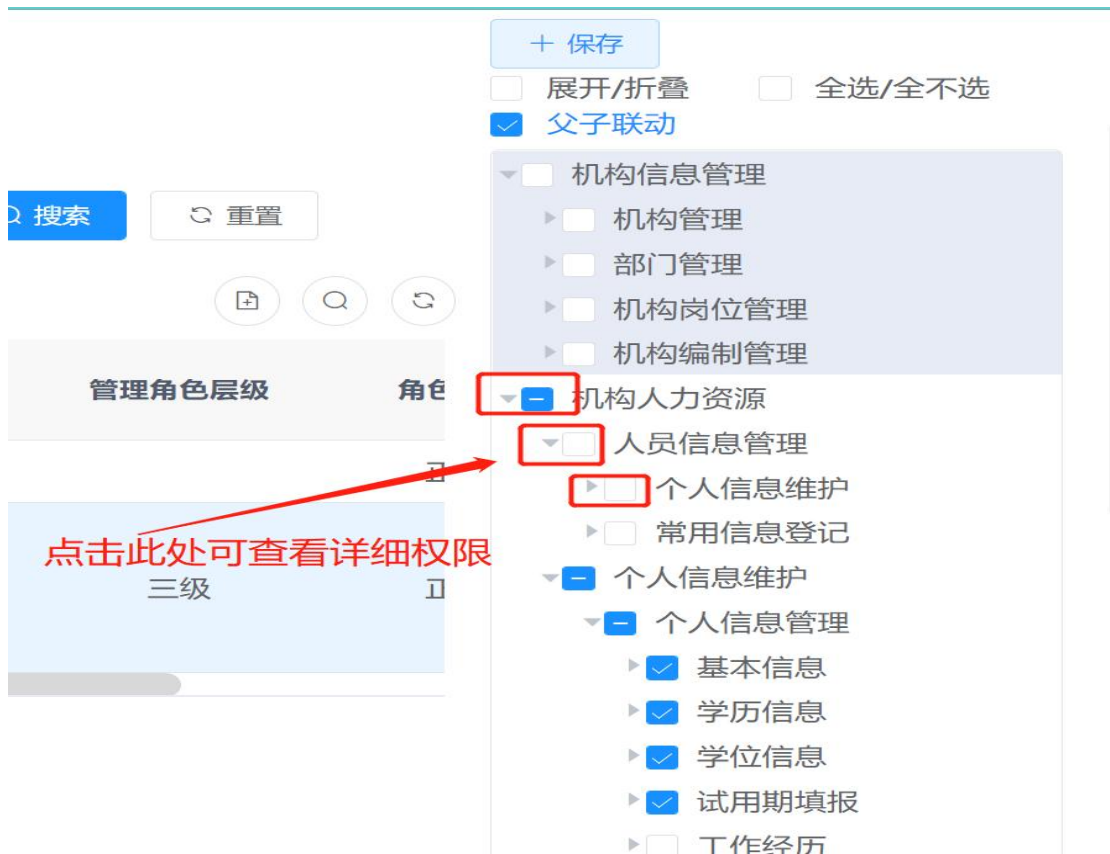 + 保存
展开/折叠 全选/全不选
父子联动
机构信息管理
搜索 重置
机构管理
部门管理
机构岗位管理
机构编制管理
管理角色层级 角色
机构人力资源
人员信息管理
个人信息维护
常用信息登记
点击此处可查看详细权限
个人信息维护
三级
个人信息管理
基本信息
学历信息
学位信息
试用期填报
工作经历